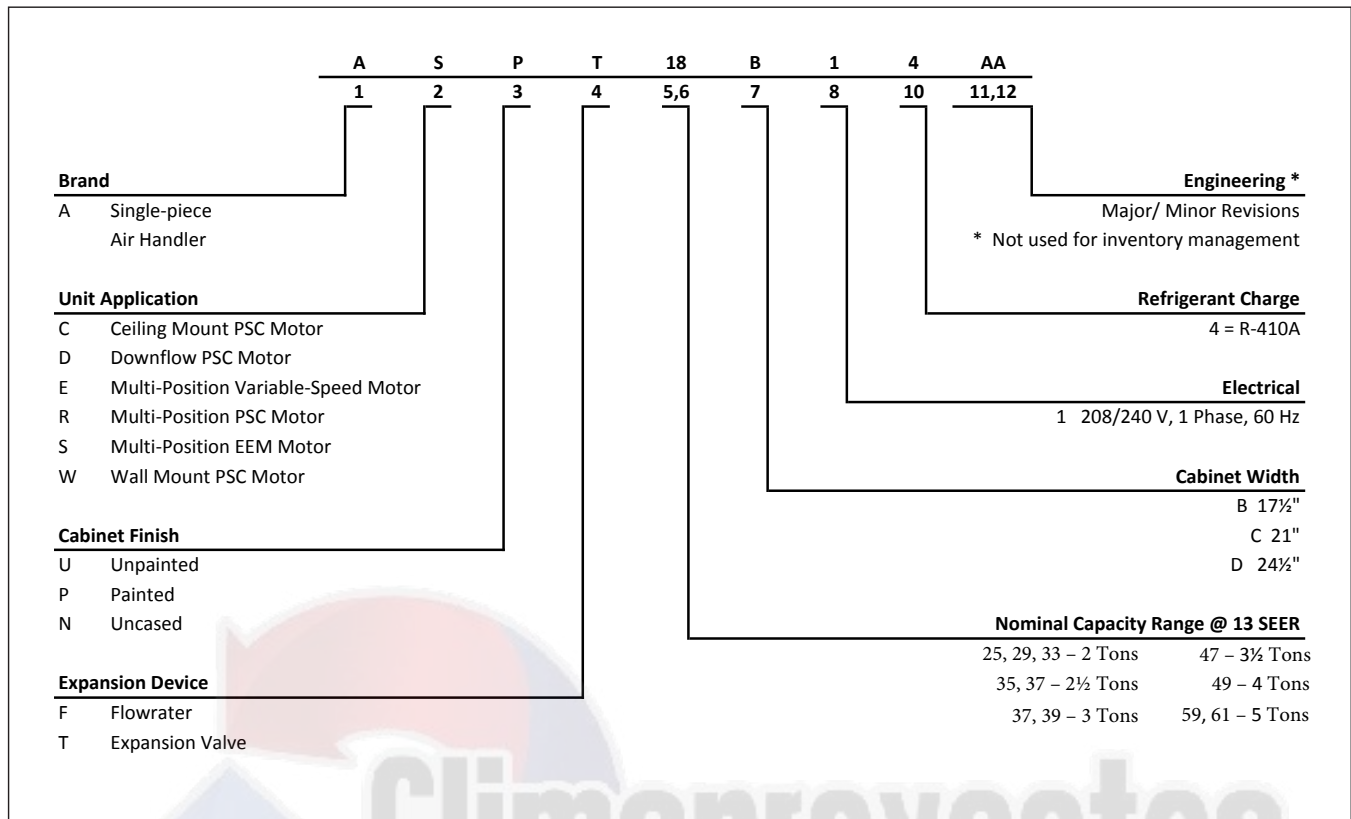 A S P T 18 B 1 4 AA
1 2 3 4 5,6 7 8 10 11,12
Brand
A Single-piece
Air Handler
Unit Application
C Ceiling Mount PSC Motor
D Downflow PSC Motor
E Multi-Position Variable-Speed Motor
R Multi-Position PSC Motor
S Multi-Position EEM Motor
W Wall Mount PSC Motor
Cabinet Finish
U Unpainted
P Painted
N Uncased
Expansion Device
F Flowrater
T Expansion Valve
Engineering *
Major/ Minor Revisions
* Not used for inventory management
Refrigerant Charge
4 = R-410A
Electrical
1 208/240 V, 1 Phase, 60 Hz
Cabinet Width
B 17½"
C 21"
D 24½"
Nominal Capacity Range @ 13 SEER
25, 29, 33 – 2 Tons 47 – 3½ Tons
35, 37 – 2½ Tons 49 – 4 Tons
37, 39 – 3 Tons 59, 61 – 5 Tons
Climaproyectos